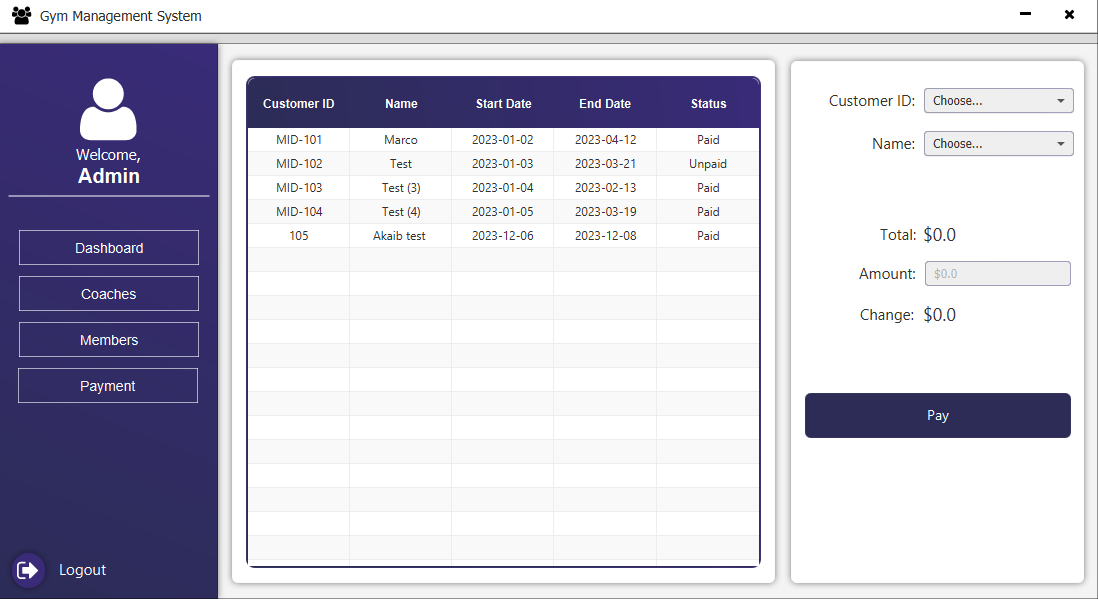 Gym Management System
Welcome,
Admin
Dashboard
Coaches
Members
Payment
Logout
Customer ID Name Start Date End Date Status
MID-101 Marco 2023-01-02 2023-04-12 Paid
MID-102 Test 2023-01-03 2023-03-21 Unpaid
MID-103 Test (3) 2023-01-04 2023-02-13 Paid
MID-104 Test (4) 2023-01-05 2023-03-19 Paid
105 Akaib test 2023-12-06 2023-12-08 Paid
Customer ID: Choose...
Name: Choose...
Total: $0.0
Amount: $0.0
Change: $0.0
Pay